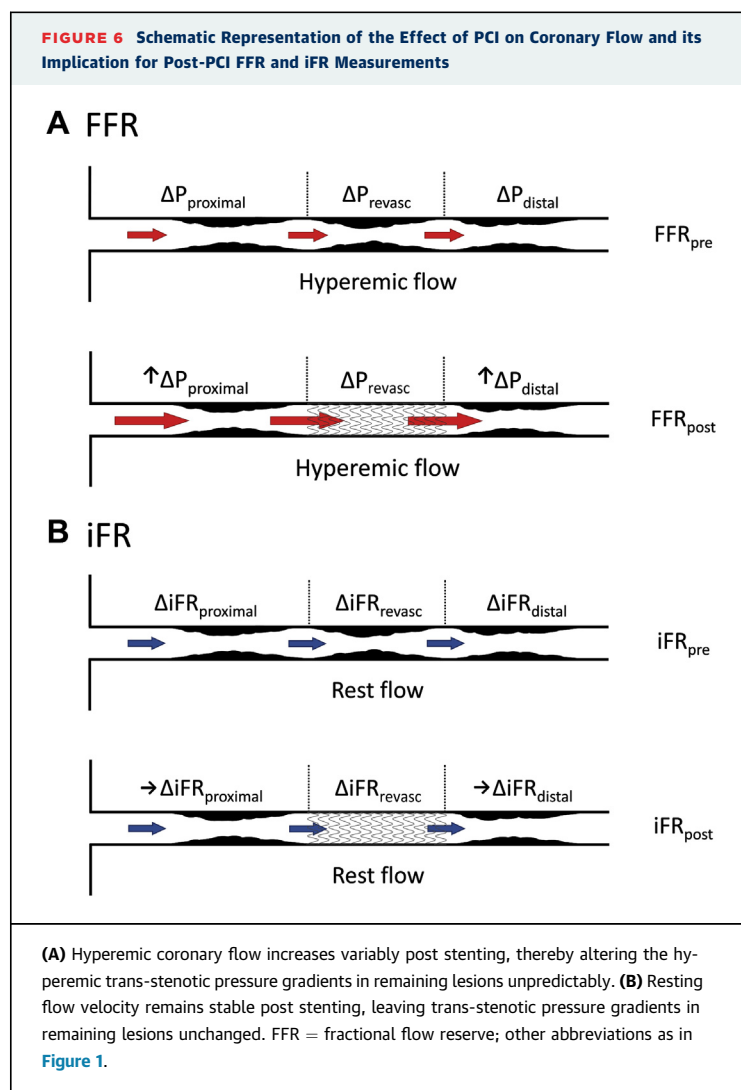 FIGURE 6 Schematic Representation of the Effect of PCI on Coronary Flow and its
Implication for Post-PCI FFR and iFR Measurements
A FFR
ΔPproximal ΔPrevasc ΔPdistal
FFRpre
Hyperemic flow
↑ΔPproximal ΔPrevasc ↑ΔPdistal
FFRpost
Hyperemic flow
B iFR
ΔiFRproximal ΔiFRrevasc ΔiFRdistal
iFRpre
Rest flow
→ΔiFRproximal ΔiFRrevasc →ΔiFRdistal
iFRpost
Rest flow
(A) Hyperemic coronary flow increases variably post stenting, thereby altering the hy-
peremic trans-stenotic pressure gradients in remaining lesions unpredictably. (B) Resting
flow velocity remains stable post stenting, leaving trans-stenotic pressure gradients in
remaining lesions unchanged. FFR = fractional flow reserve; other abbreviations as in
Figure 1.